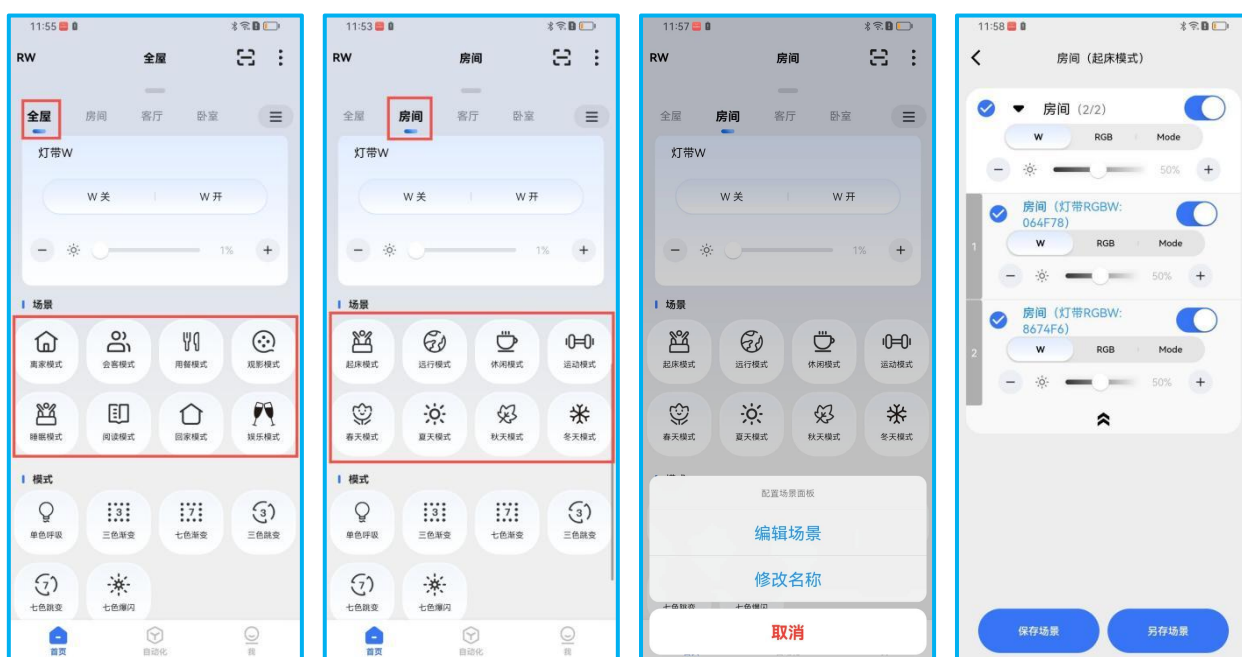 11:55
RW 全屋
全屋 房间 客厅 卧室
灯带W
W 关 W 开
1%
场景
离家模式 会客模式 用餐模式 观影模式
睡眠模式 阅读模式 回家模式 娱乐模式
模式
3 7 3
单色呼吸 三色渐变 七色渐变 三色跳变
7
七色跳变 七色爆闪
首页 自动化 我
11:53
RW 房间
全屋 房间 客厅 卧室
灯带W
W 关 W 开
1%
场景
起床模式 远行模式 休闲模式 运动模式
春天模式 夏天模式 秋天模式 冬天模式
模式
3 7 3
单色呼吸 三色渐变 七色渐变 三色跳变
7
七色跳变 七色爆闪
首页 自动化 我
11:57
RW 房间
全屋 房间 客厅 卧室
灯带W
W 关 W 开
1%
场景
起床模式 远行模式 休闲模式 运动模式
春天模式 夏天模式 秋天模式 冬天模式
配置场景面板
编辑场景
修改名称
取消
11:58
房间（起床模式）
房间（2/2）
W RGB Mode
50%
1
房间（灯带RGBW:
064F78)
W RGB Mode
50%
2
房间（灯带RGBW:
8674F6)
W RGB Mode
50%
保存场景 另存场景